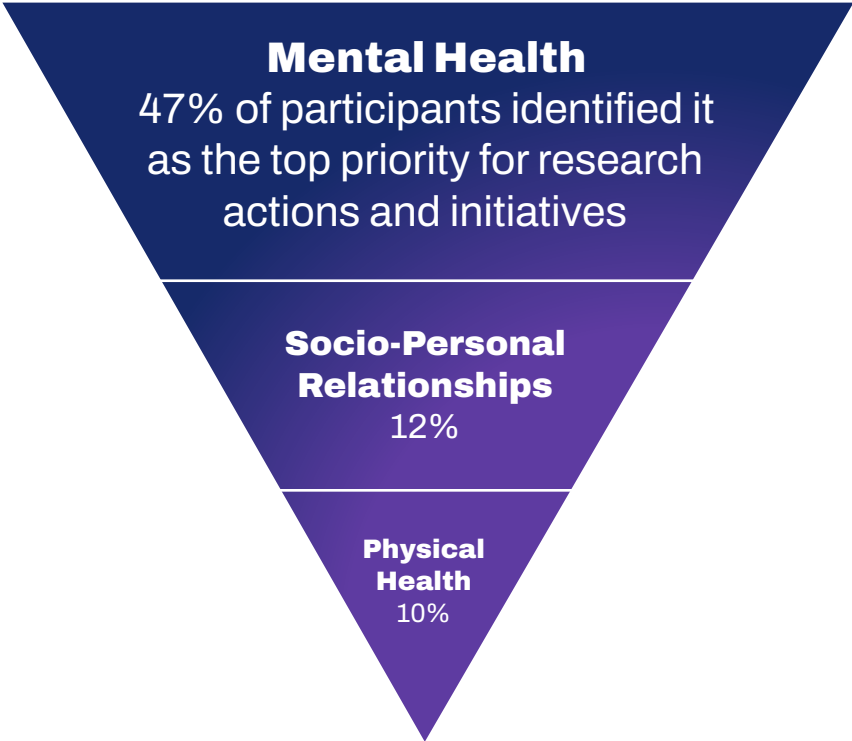 Mental Health
47% of participants identified it
as the top priority for research
actions and initiatives
Socio-Personal
Relationships
12%
Physical
Health
10%